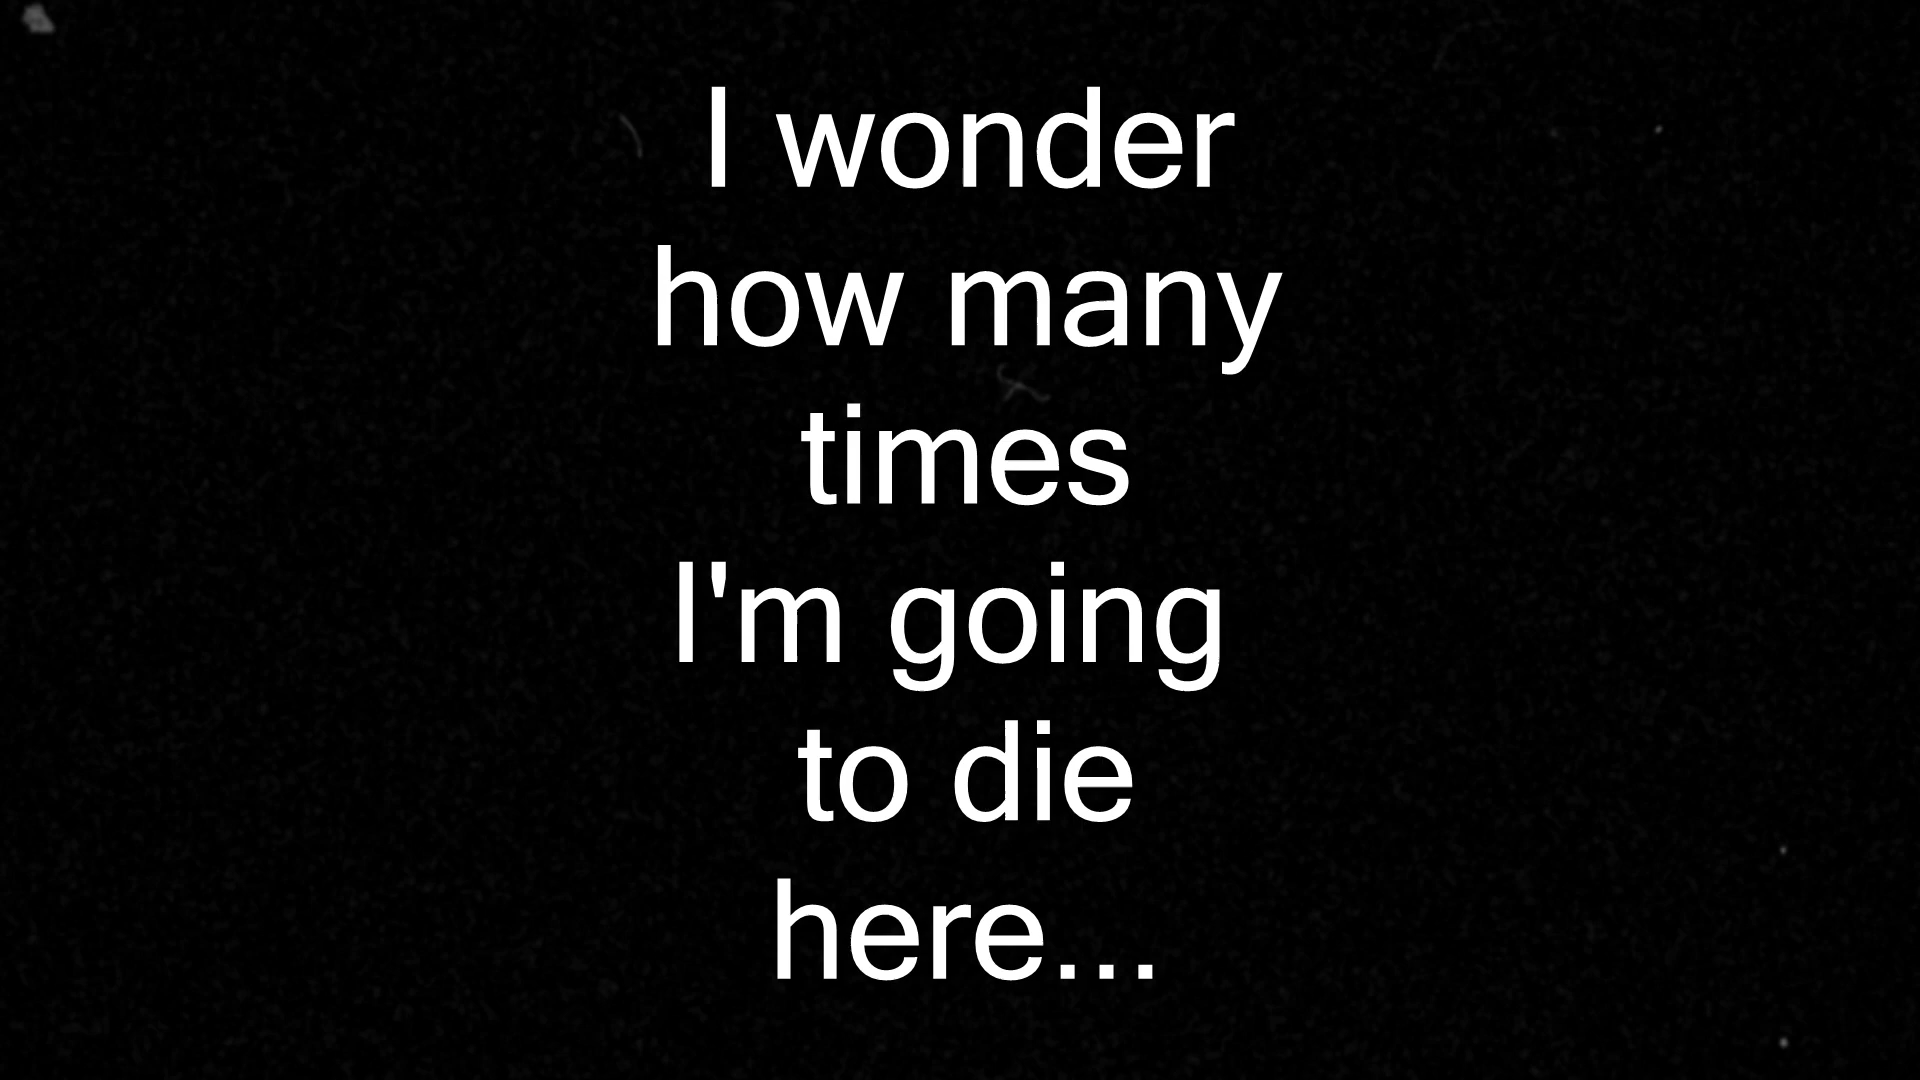 I wonder
how many
times
I'm going
to die
here...